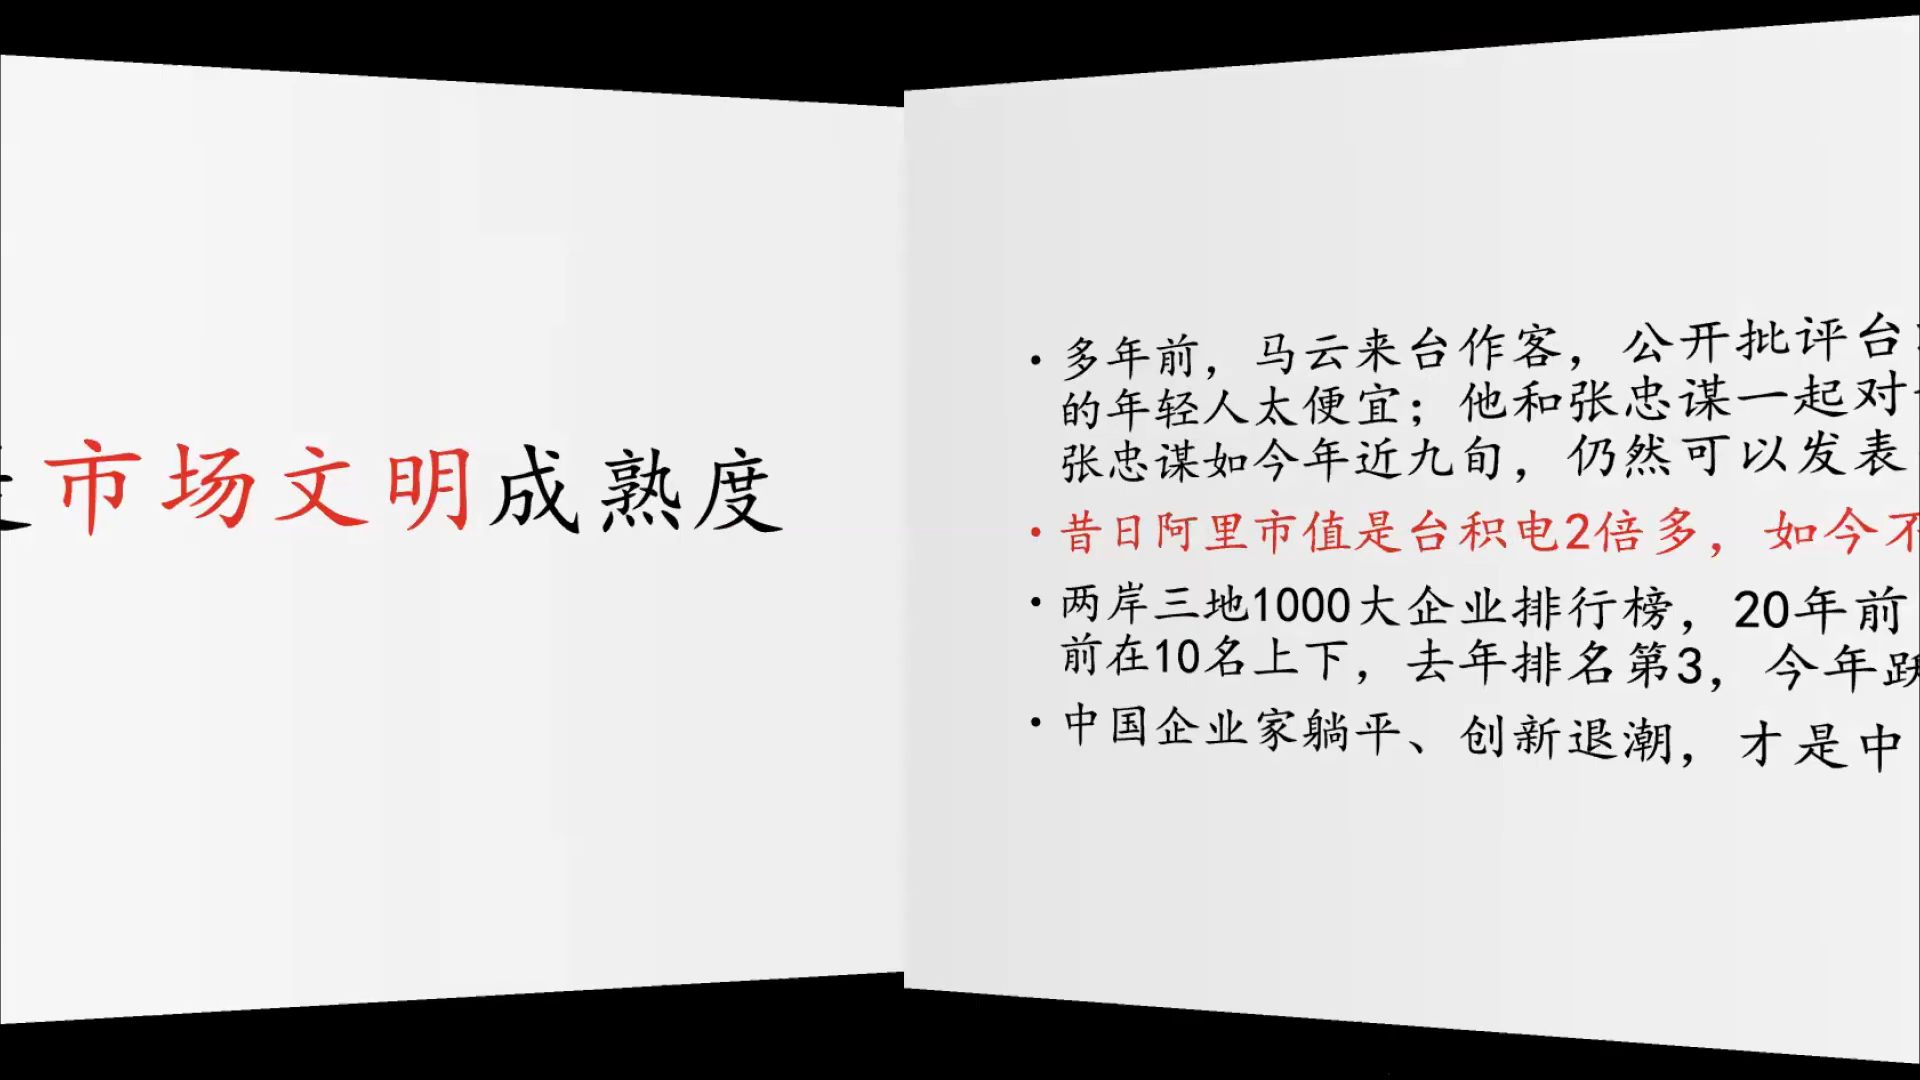 市场文明成熟度
• 多年前，马云来台作客，公开批评台
的年轻人太便宜；他和张忠谋一起对
张忠谋如今年近九旬，仍然可以发表
• 昔日阿里市值是台积电2倍多，如今不
• 两岸三地1000大企业排行榜，20年前
前在10名上下，去年排名第3，今年跃
• 中国企业家躺平、创新退潮，才是中